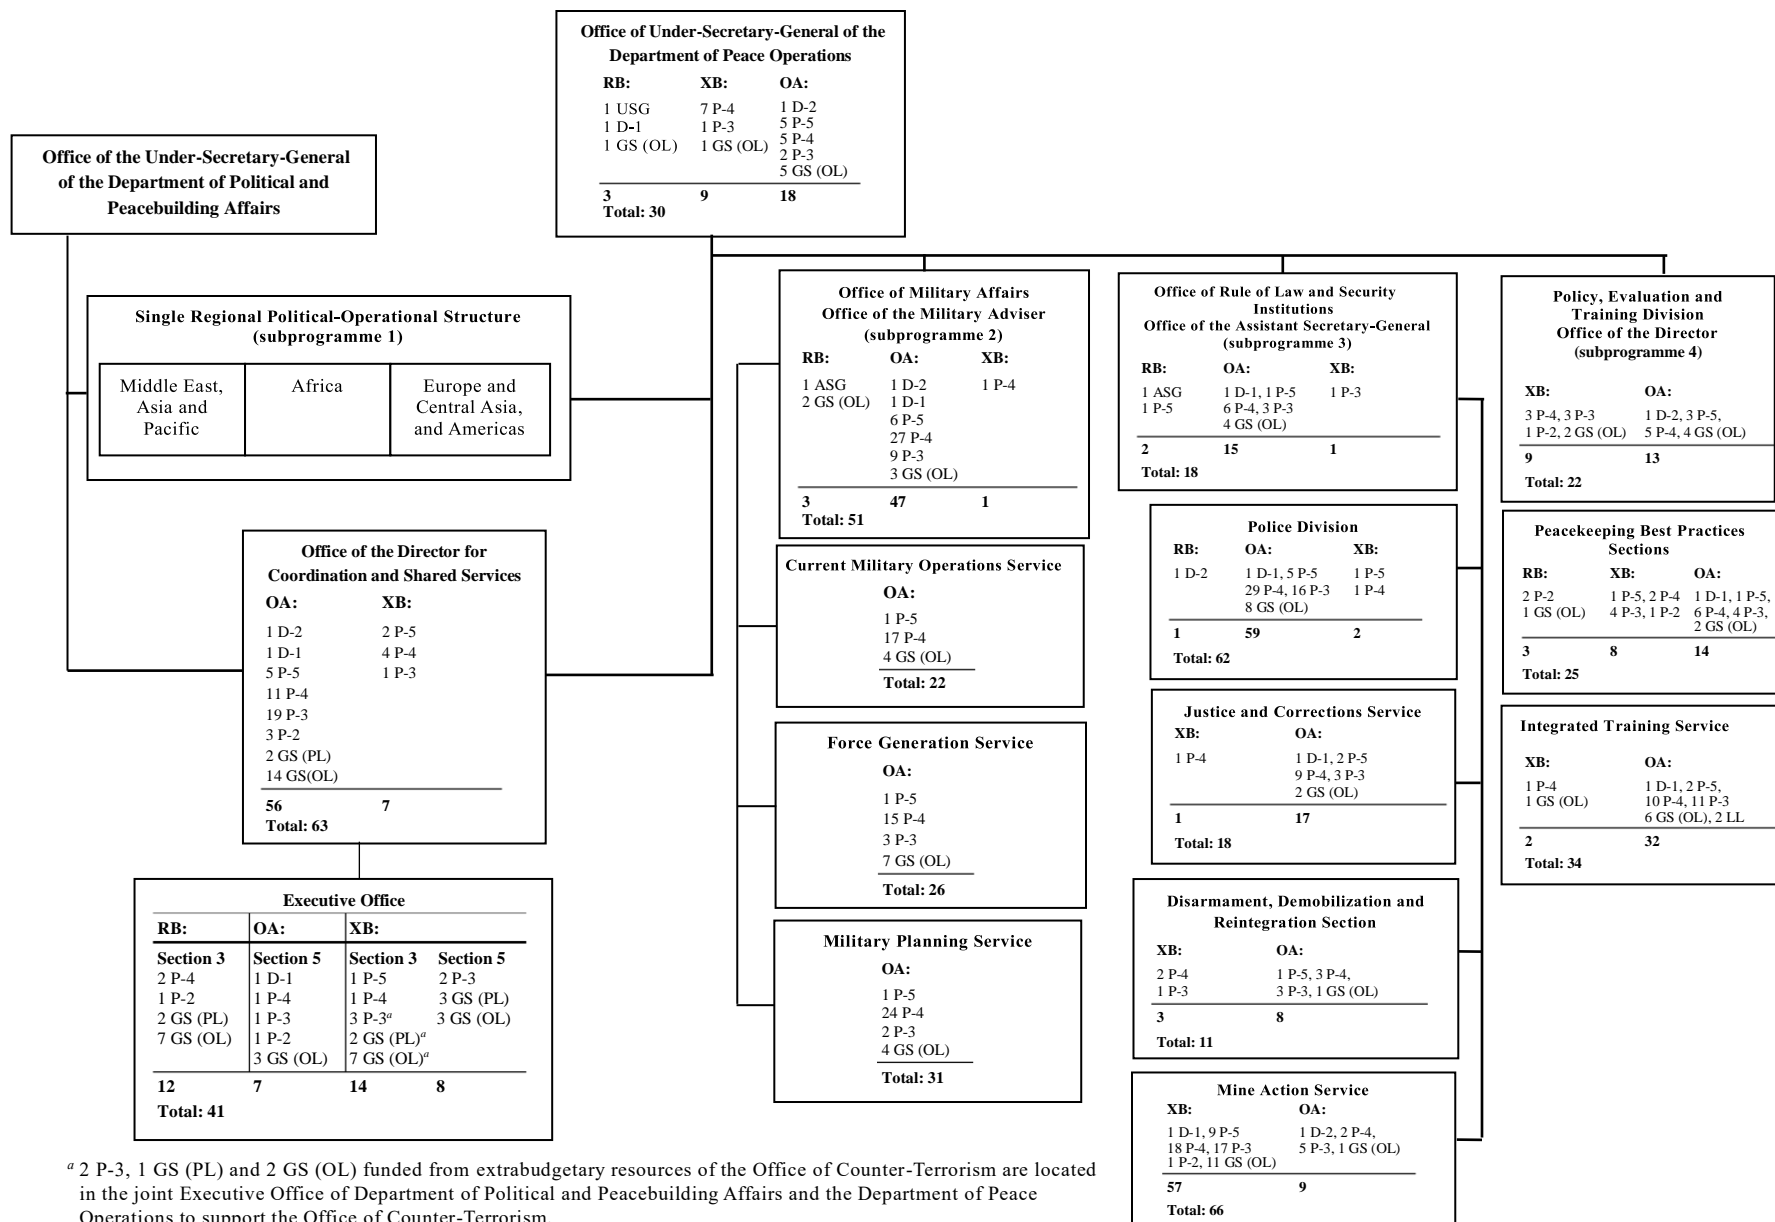 Office of Under-Secretary-General of the
Department of Peace Operations
RB: XB: OA:
1 USG 7 P-4 1 D-2
1 D-1 1 P-3 5 P-5
1 GS (OL) 1 GS (OL) 5 P-4
2 P-3
5 GS (OL)
3 9 18
Total: 30
Office of the Under-Secretary-General
of the Department of Political and
Peacebuilding Affairs
Single Regional Political-Operational Structure
(subprogramme 1)
Middle East,
Asia and
Pacific
Africa
Europe and
Central Asia,
and Americas
Office of the Director for
Coordination and Shared Services
OA: XB:
1 D-2 2 P-5
1 D-1 4 P-4
5 P-5 1 P-3
11 P-4
19 P-3
3 P-2
2 GS (PL)
14 GS(OL)
56 7
Total: 63
Executive Office
RB: OA: XB:
Section 3 Section 5 Section 3 Section 5
2 P-4 1 D-1 1 P-5 2 P-3
1 P-2 1 P-4 1 P-4 3 GS (PL)
2 GS (PL) 1 P-3 3 P-3a 3 GS (OL)
7 GS (OL) 1 P-2 2 GS (PL)a
3 GS (OL) 7 GS (OL)a
12 7 14 8
Total: 41
Office of Military Affairs
Office of the Military Adviser
(subprogramme 2)
RB: OA: XB:
1 ASG 1 D-2 1 P-4
2 GS (OL) 1 D-1
6 P-5
27 P-4
9 P-3
3 GS (OL)
3 47 1
Total: 51
Current Military Operations Service
OA:
1 P-5
17 P-4
4 GS (OL)
Total: 22
Force Generation Service
OA:
1 P-5
15 P-4
3 P-3
7 GS (OL)
Total: 26
Military Planning Service
OA:
1 P-5
24 P-4
2 P-3
4 GS (OL)
Total: 31
Office of Rule of Law and Security
Institutions
Office of the Assistant Secretary-General
(subprogramme 3)
RB: OA: XB:
1 ASG 1 D-1, 1 P-5 1 P-3
1 P-5 6 P-4, 3 P-3
4 GS (OL)
2 15 1
Total: 18
Police Division
RB: OA: XB:
1 D-2 1 D-1, 5 P-5 1 P-5
29 P-4, 16 P-3 1 P-4
8 GS (OL)
1 59 2
Total: 62
Justice and Corrections Service
XB: OA:
1 P-4 1 D-1, 2 P-5
9 P-4, 3 P-3
2 GS (OL)
1 17
Total: 18
Disarmament, Demobilization and
Reintegration Section
XB: OA:
2 P-4 1 P-5, 3 P-4,
1 P-3 3 P-3, 1 GS (OL)
3 8
Total: 11
Mine Action Service
XB: OA:
1 D-1, 9 P-5 1 D-2, 2 P-4,
18 P-4, 17 P-3 5 P-3, 1 GS (OL)
1 P-2, 11 GS (OL)
57 9
Total: 66
Policy, Evaluation and
Training Division
Office of the Director
(subprogramme 4)
XB: OA:
3 P-4, 3 P-3 1 D-2, 3 P-5,
1 P-2, 2 GS (OL) 5 P-4, 4 GS (OL)
9 13
Total: 22
Peacekeeping Best Practices
Sections
RB: XB: OA:
2 P-2 1 P-5, 2 P-4 1 D-1, 1 P-5,
1 GS (OL) 4 P-3, 1 P-2 6 P-4, 4 P-3,
2 GS (OL)
3 8 14
Total: 25
Integrated Training Service
XB: OA:
1 P-4 1 D-1, 2 P-5,
1 GS (OL) 10 P-4, 11 P-3
6 GS (OL), 2 LL
2 32
Total: 34
a 2 P-3, 1 GS (PL) and 2 GS (OL) funded from extrabudgetary resources of the Office of Counter-Terrorism are located
in the joint Executive Office of Department of Political and Peacebuilding Affairs and the Department of Peace
Operations to support the Office of Counter-Terrorism